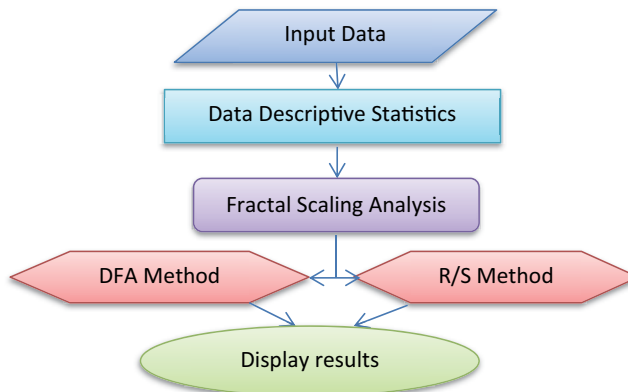 Input Data
Data Descriptive Statistics
Fractal Scaling Analysis
DFA Method
R/S Method
Display results